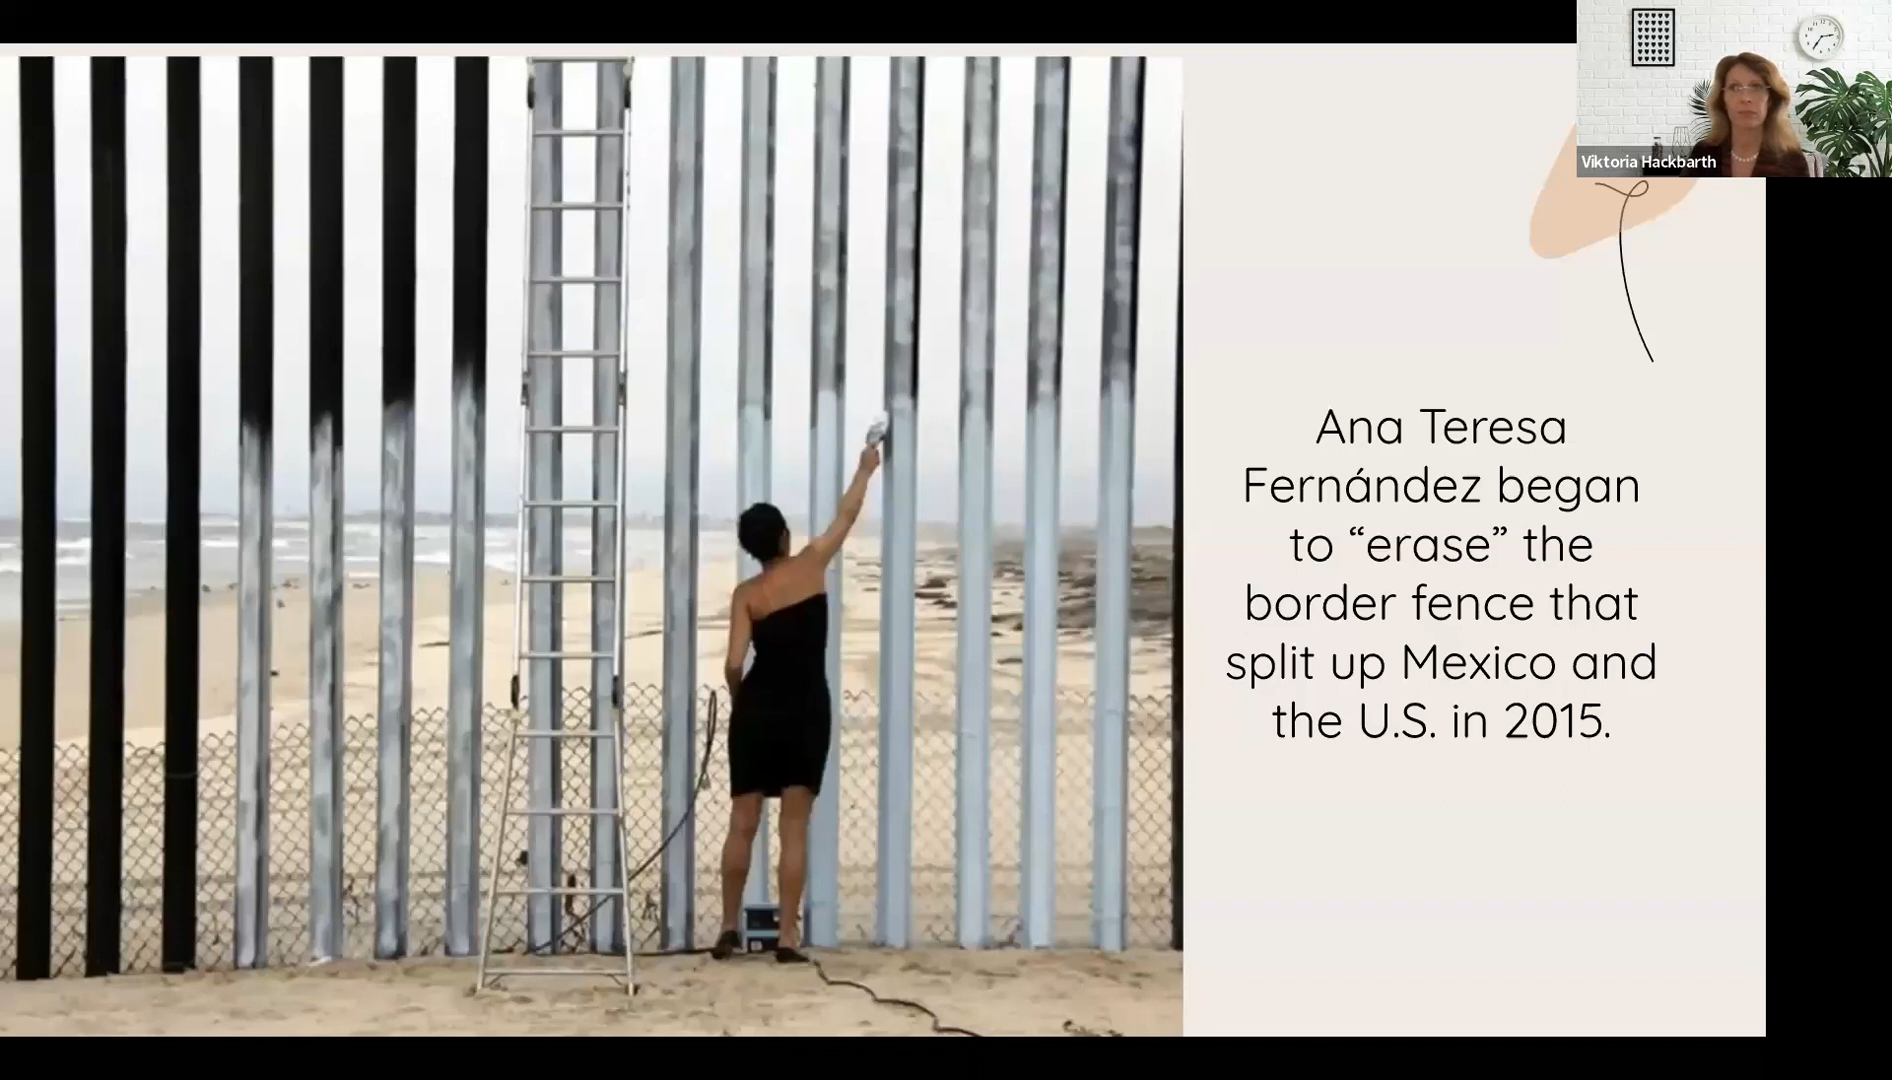 Viktoria Hackbarth
Ana Teresa
Fernández began
to “erase” the
border fence that
split up Mexico and
the U.S. in 2015.